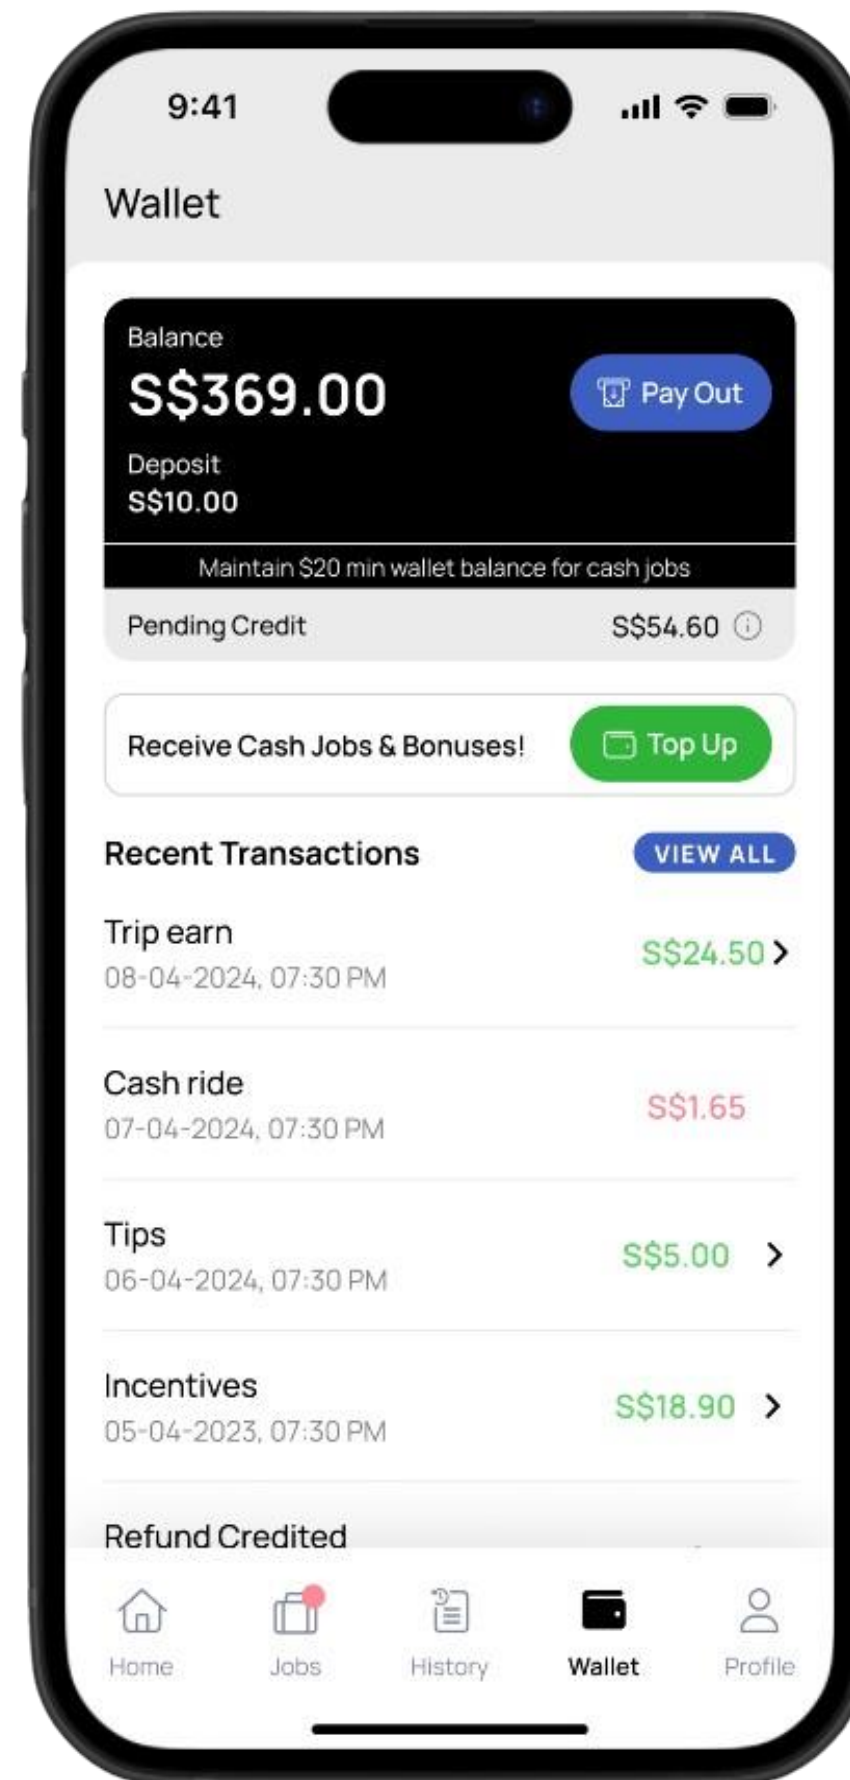 9:41
Wallet
Balance
S$369.00
Pay Out
Deposit
S$10.00
Maintain $20 min wallet balance for cash jobs
Pending Credit
S$54.60
Receive Cash Jobs & Bonuses!
Top Up
Recent Transactions
VIEW ALL
Trip earn
S$24.50
08-04-2024, 07:30 PM
Cash ride
S$1.65
07-04-2024, 07:30 PM
Tips
S$5.00
06-04-2024, 07:30 PM
Incentives
S$18.90
05-04-2023, 07:30 PM
Refund Credited
Home
Jobs
History
Wallet
Profile